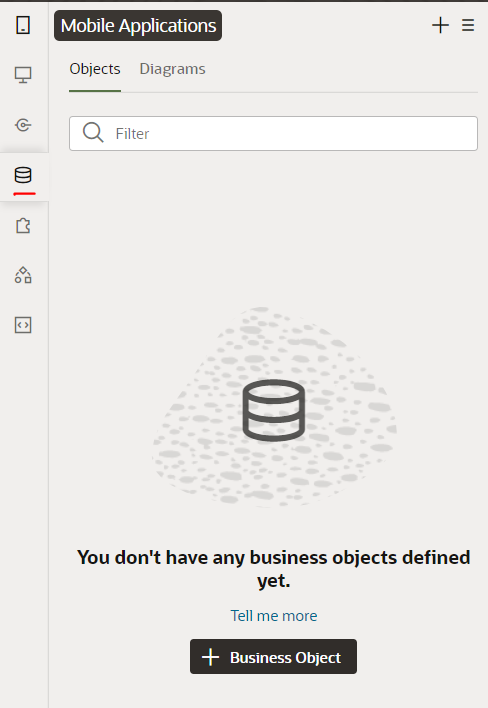 Mobile Applications
Objects
Diagrams
Filter
You don't have any business objects defined
yet.
Tell me more
Business Object